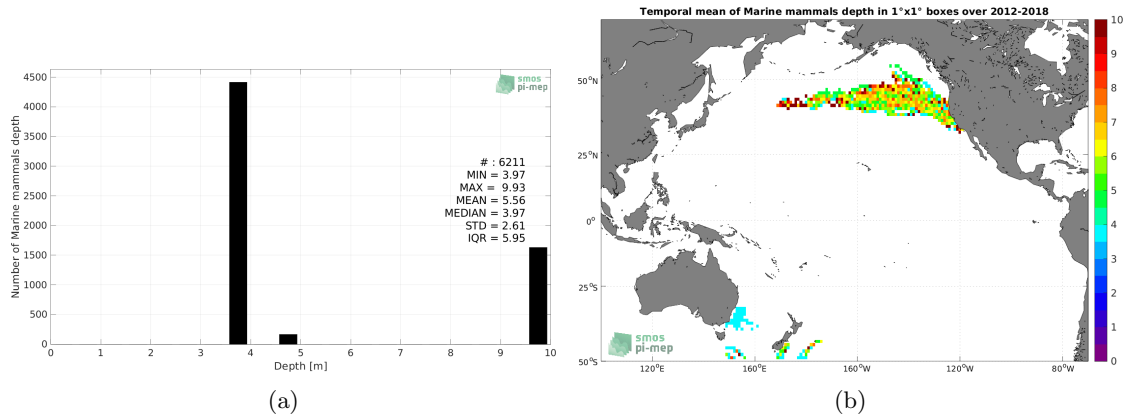 4500
4000
3500
3000
2500
2000
1500
1000
500
0
Number of Marine mammals depth
smos
pi-mep
# : 6211
MIN = 3.97
MAX = 9.93
MEAN = 5.56
MEDIAN = 3.97
STD = 2.61
IQR = 5.95
0 1 2 3 4 5 6 7 8 9 10
Depth [m]
(a)
Temporal mean of Marine mammals depth in 1°x1° boxes over 2012-2018
50°N
25°N
0°
25°S
50°S
smos
pi-mep
120°E 160°E 160°W 120°W 80°W
10
9
8
7
6
5
4
3
2
1
0
(b)